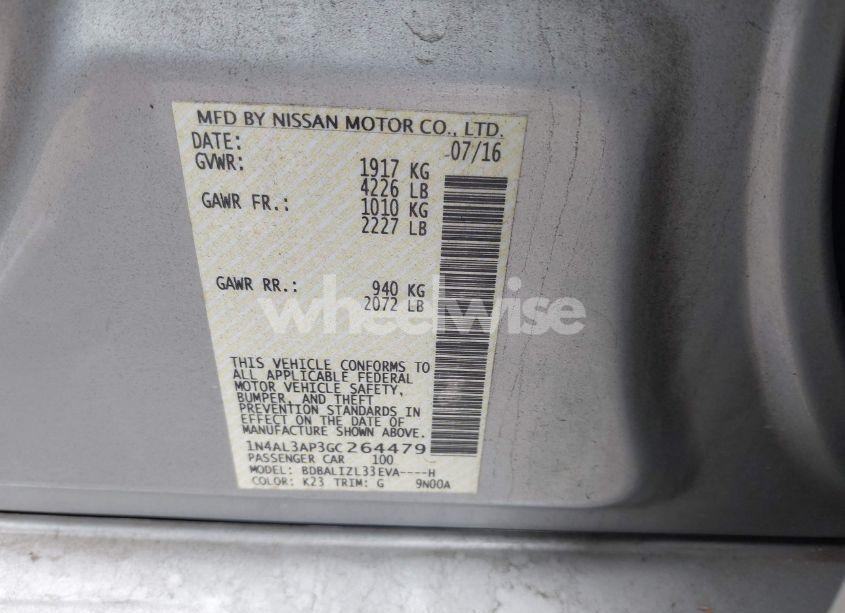 MFD BY NISSAN MOTOR CO., LTD.
DATE: 07/16
GVWR: 1917 KG
4226 LB
GAWR FR.: 1010 KG
2227 LB
GAWR RR.: 940 KG
2072 LB
wheelwise
THIS VEHICLE CONFORMS TO
ALL APPLICABLE FEDERAL
MOTOR VEHICLE SAFETY,
BUMPER, AND THEFT
PREVENTION STANDARDS IN
EFFECT ON THE DATE OF
MANUFACTURE SHOWN ABOVE.
1N4AL3AP3GC264479
PASSENGER CAR 100
MODEL: BDBALIZL33EVA----H
COLOR: K23 TRIM: G 9N00A